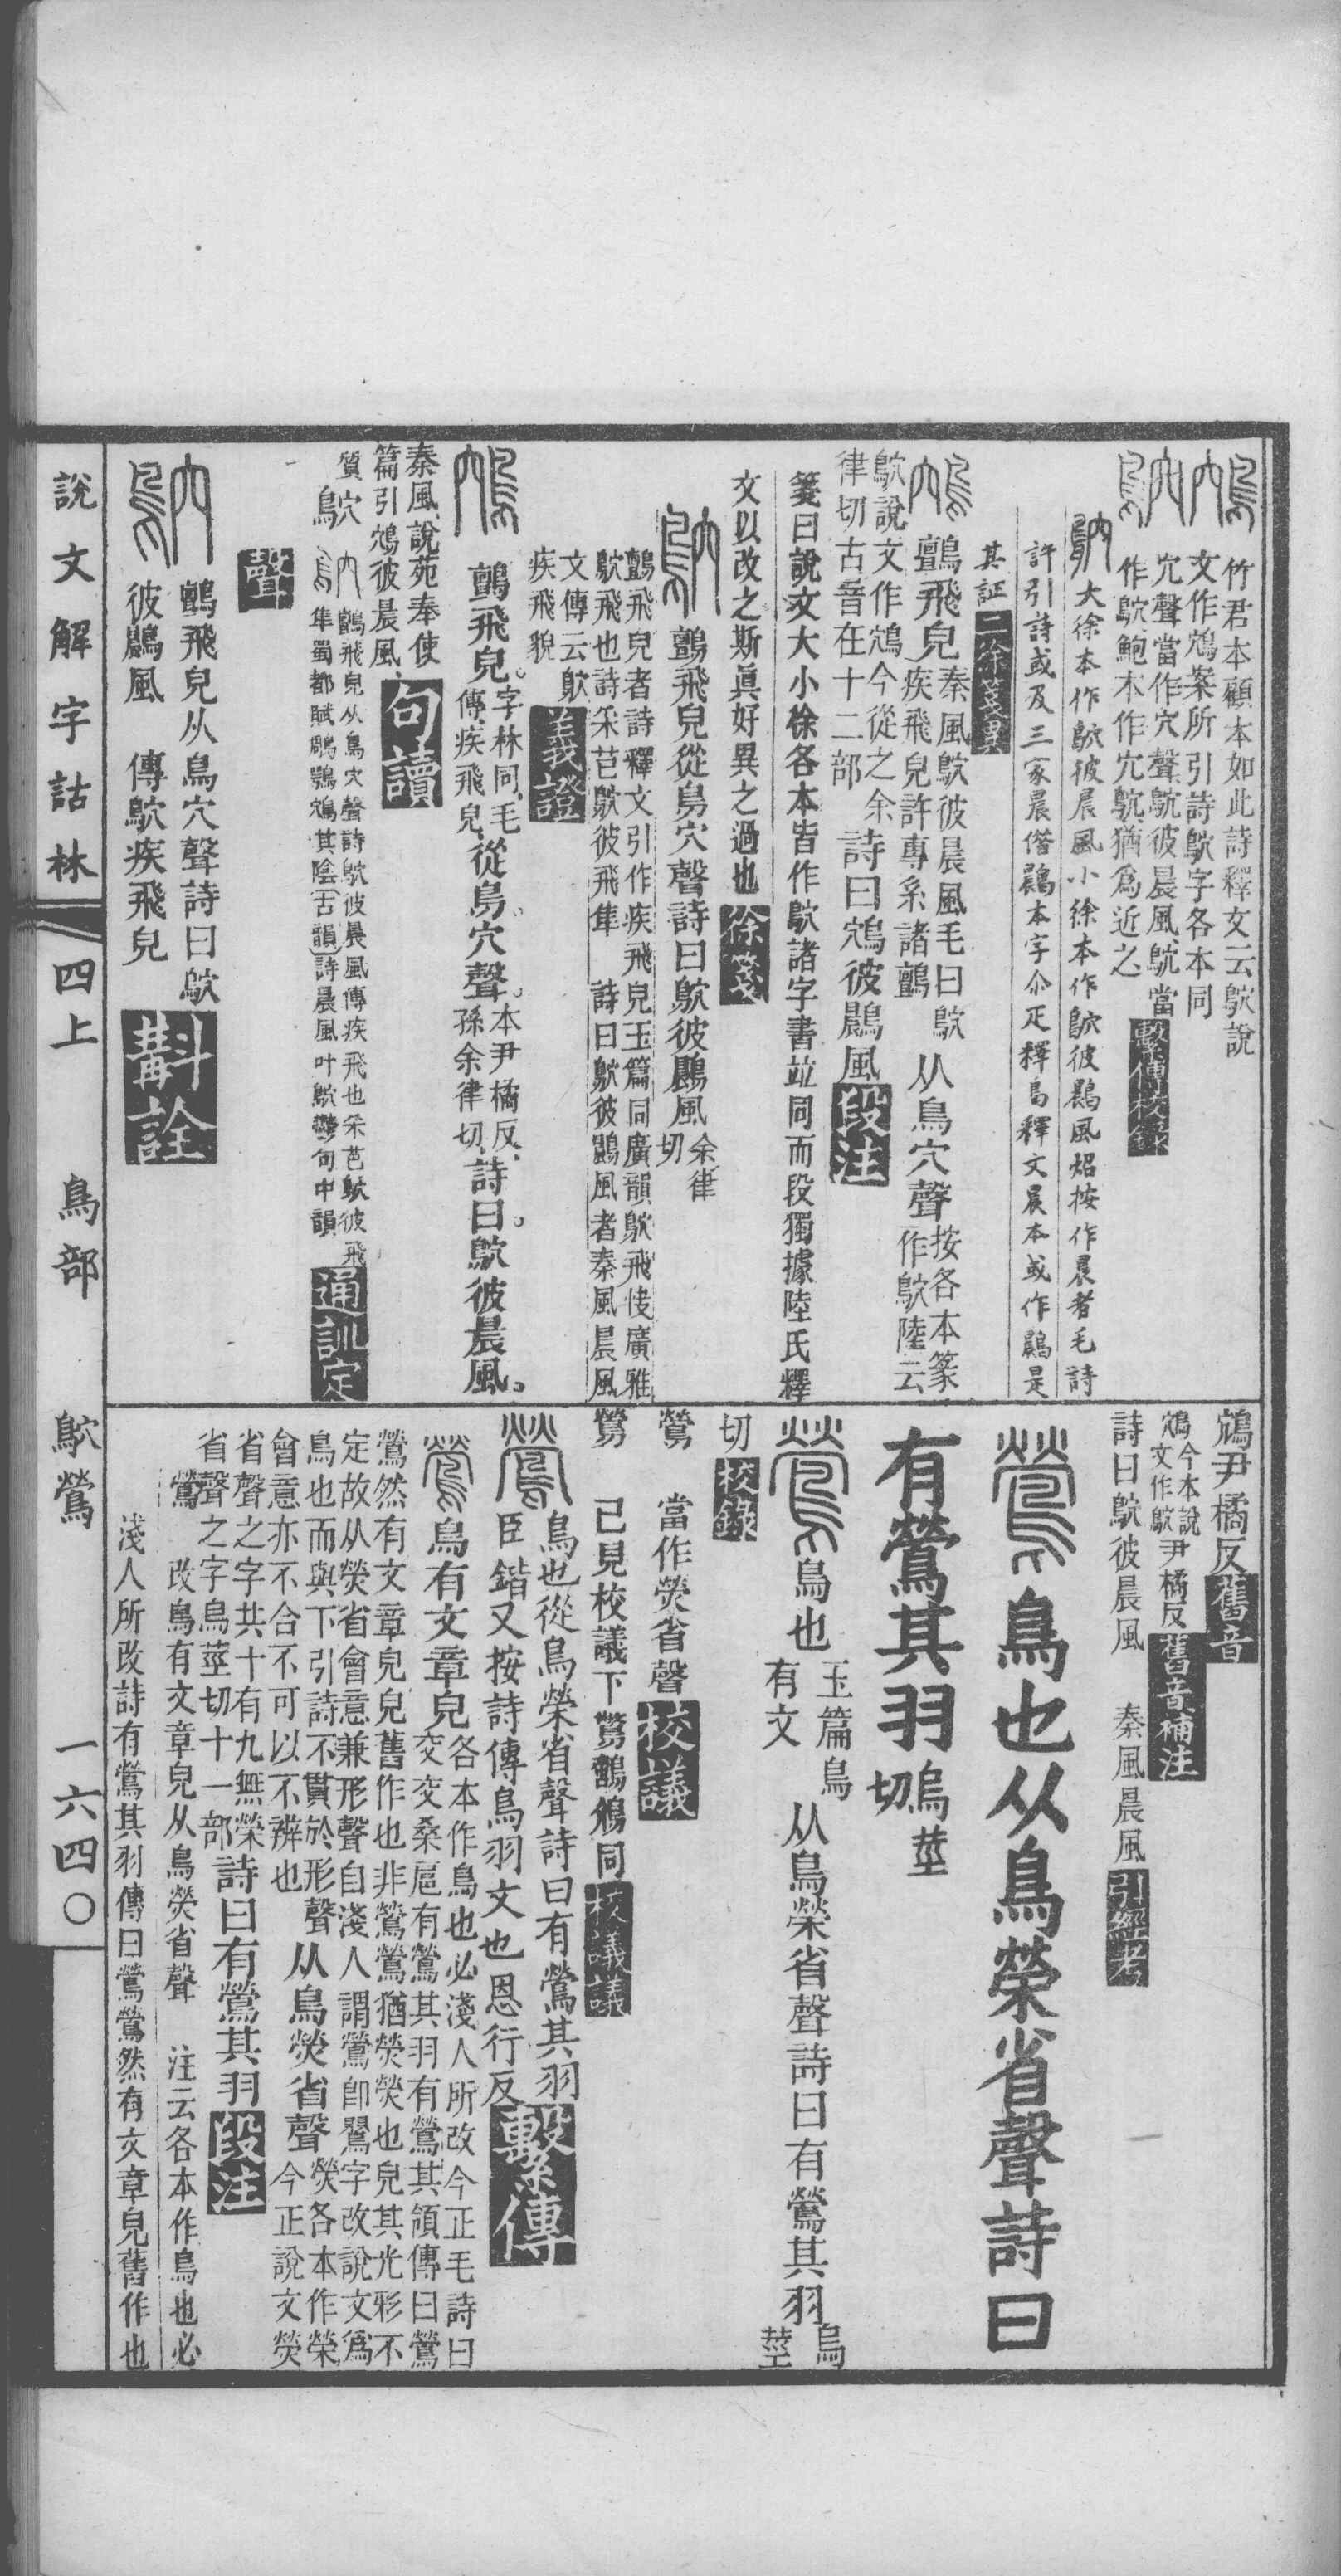 竹君本顧本如此詩釋文云鴥說
文作鴪案所引詩鴥字各本同
宂聲當作穴聲鴥彼晨風鴥當
作鴥鮑本作宂鴥猶爲近之繫傳校錄
大徐本作鴥彼晨風小徐本作鴥彼鷐風炤按作晨者毛詩
許引詩或及三家晨偕鷐本字尒疋釋鳥釋文晨本或作鷐是
其証二徐箋異
鸇飛皃秦風鴥彼晨風毛曰鴥
疾飛皃許專系諸鸇从鳥穴聲按各本篆
作鴥陸云
鴥說文作鴪今從之余
律切古音在十二部詩曰鴪彼鷐風段注
箋曰說文大小徐各本皆作鴥諸字書竝同而段獨據陸氏釋
文以改之斯眞好異之過也徐箋
鸇飛皃從鳥穴聲詩曰鴥彼鷐風余律
切
鸇飛皃者詩釋文引作疾飛皃玉篇同廣韻鴥飛快廣雅
鴥飛也詩采芑鴥彼飛隼 詩曰鴥彼鷐風者秦風晨風
文傳云鴥
疾飛貌義證
鸇飛皃。字林同毛
傳疾飛皃從鳥穴聲。本尹橘反
孫余律切詩曰。鴥彼晨風。
秦風說苑奉使
篇引鴪彼晨風句讀
質鴥鸇飛皃从鳥穴聲詩鴥彼晨風傳疾飛也采芑鴥彼飛
隼蜀都賦鵰鶚鴪其陰古韻詩晨風叶鴥鬱句中韻通訓定
聲
鸇飛皃从鳥穴聲詩曰鴥
彼鷐風 傳鴥疾飛皃斠詮
鴪尹橘反舊音
鴪今本說
文作鴥尹橘反舊音補注
詩曰鴥彼晨風 秦風晨風引經考
鳥也从鳥榮省聲詩曰
有鶯其羽烏莖
切
鳥也玉篇鳥
有文从鳥榮省聲詩曰有鶯其羽烏
莖
切校錄
鶯 當作熒省聲校議
鶯 已見校議下鷽鸛鵒同校議議
鳥也從鳥榮省聲詩曰有鶯其羽
臣鍇又按詩傳鳥羽文也恩行反繫傳
鳥有文章皃各本作鳥也必淺人所改今正毛詩曰
交交桑扈有鶯其羽有鶯其領傳曰鶯
鶯然有文章皃皃舊作也非鶯鶯猶熒熒也皃其光彩不
定故从熒省會意兼形聲自淺人謂鶯卽鸎字改說文爲
鳥也而與下引詩不貫於形聲
會意亦不合不可以不辨也从鳥熒省聲熒各本作榮
今正說文熒
省聲之字共十有九無榮
省聲之字烏莖切十一部詩曰有鶯其羽段注
鶯 改鳥有文章皃从鳥熒省聲 注云各本作鳥也必
淺人所改詩有鶯其羽傳曰鶯鶯然有文章皃舊作也
說文解字詁林 四上 鳥部 鴥鶯 一六四〇